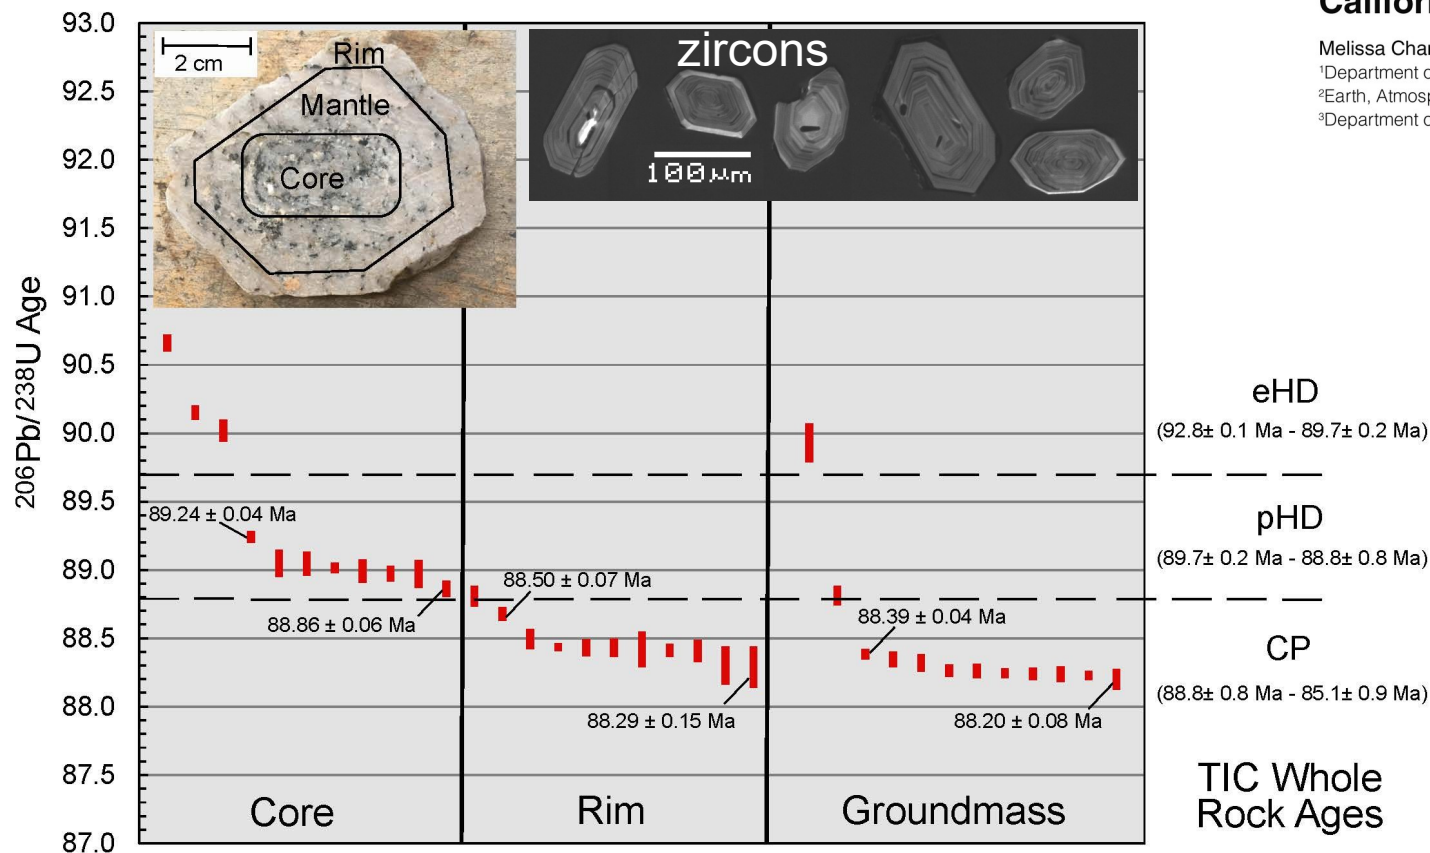 Melissa
¹Department
²Earth,
³Department
93.0
92.5
92.0
91.5
91.0
90.5
90.0
89.5
89.0
88.5
88.0
87.5
87.0
206Pb/238U Age
2 cm
Rim
Mantle
Core
zircons
100µm
89.24 ± 0.04 Ma
88.86 ± 0.06 Ma
88.50 ± 0.07 Ma
88.29 ± 0.15 Ma
88.39 ± 0.04 Ma
88.20 ± 0.08 Ma
Core
Rim
Groundmass
eHD
(92.8± 0.1 Ma - 89.7± 0.2 Ma)
pHD
(89.7± 0.2 Ma - 88.8± 0.8 Ma)
CP
(88.8± 0.8 Ma - 85.1± 0.9 Ma)
TIC Whole
Rock Ages